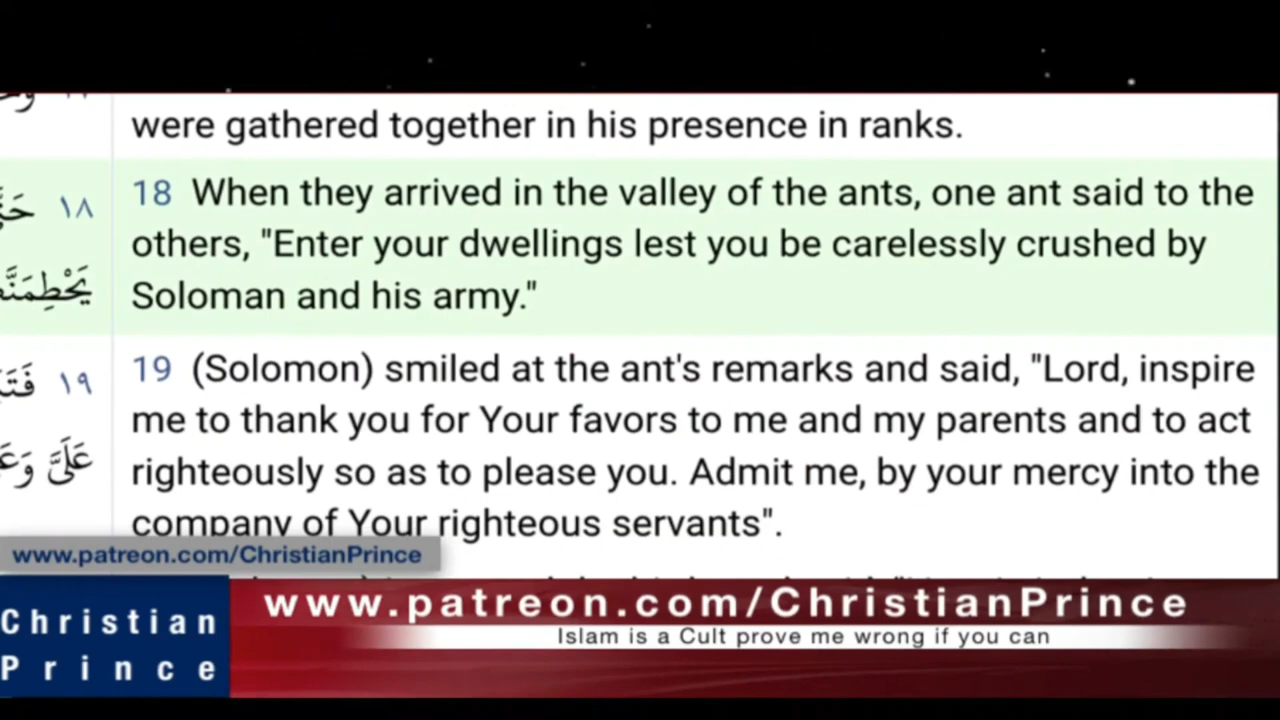 were gathered together in his presence in ranks.
١٨
18 When they arrived in the valley of the ants, one ant said to the
others, "Enter your dwellings lest you be carelessly crushed by
Soloman and his army."
١٩
19 (Solomon) smiled at the ant's remarks and said, "Lord, inspire
me to thank you for Your favors to me and my parents and to act
عَلَيَّ
righteously so as to please you. Admit me, by your mercy into the
company of Your righteous servants".
www.patreon.com/ChristianPrince
www.patreon.com/ChristianPrince
Islam is a Cult prove me wrong if you can
Christian
Prince